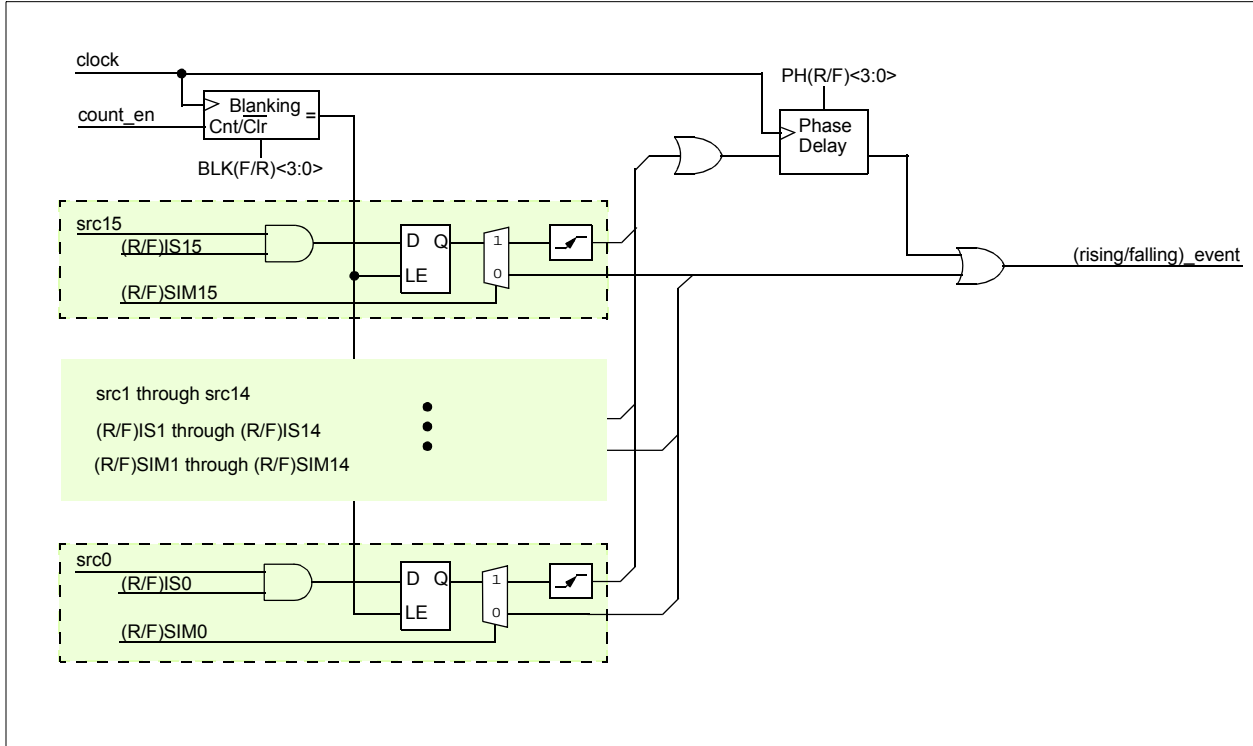 clock
count_en
Blanking
Cnt/Clr
=
BLK(F/R)<3:0>
PH(R/F)<3:0>
Phase
Delay
src15
(R/F)IS15
(R/F)SIM15
D Q
LE
1
0
(rising/falling)_event
src1 through src14
(R/F)IS1 through (R/F)IS14
(R/F)SIM1 through (R/F)SIM14
src0
(R/F)IS0
(R/F)SIM0
D Q
LE
1
0